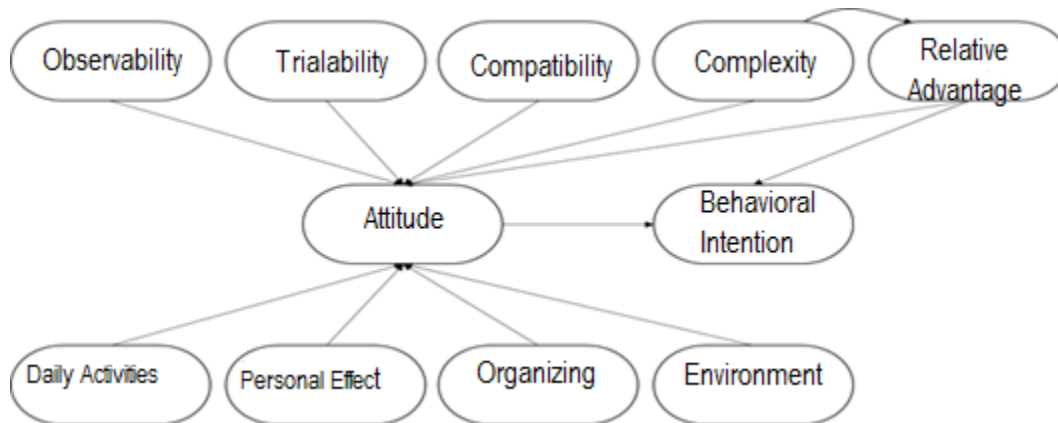 Observability
Trialability
Compatibility
Complexity
Relative
Advantage
Attitude
Behavioral
Intention
Daily Activities
Personal Effect
Organizing
Environment